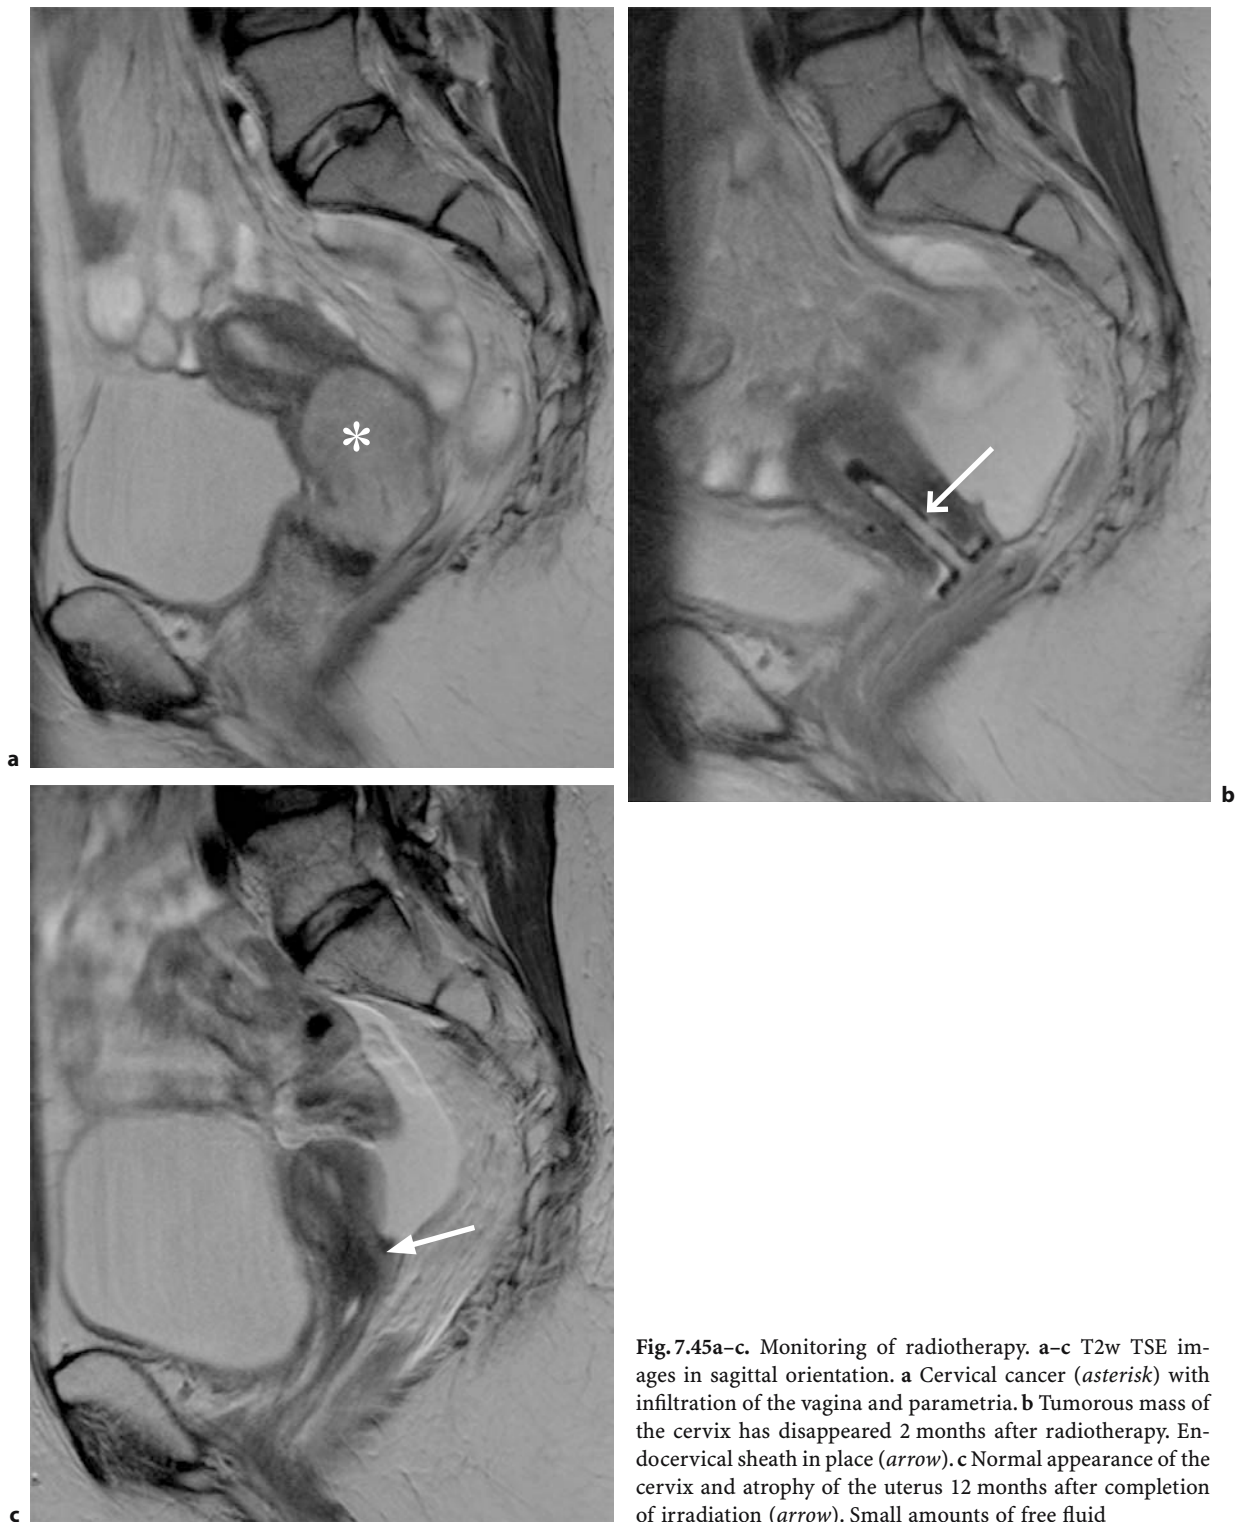 *
a
b
c
Fig. 7.45a–c. Monitoring of radiotherapy. a–c T2w TSE im-
ages in sagittal orientation. a Cervical cancer (asterisk) with
infiltration of the vagina and parametria. b Tumorous mass of
the cervix has disappeared 2 months after radiotherapy. En-
docervical sheath in place (arrow). c Normal appearance of the
cervix and atrophy of the uterus 12 months after completion
of irradiation (arrow). Small amounts of free fluid